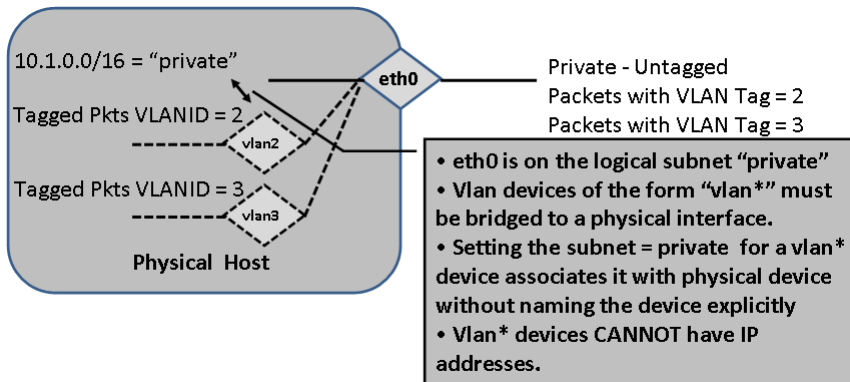 10.1.0.0/16 = “private”
eth0
Private - Untagged
Packets with VLAN Tag = 2
Packets with VLAN Tag = 3
Tagged Pkts VLANID = 2
vlan2
Tagged Pkts VLANID = 3
vlan3
Physical Host
• eth0 is on the logical subnet “private”
• Vlan devices of the form “vlan*” must
be bridged to a physical interface.
• Setting the subnet = private for a vlan*
device associates it with physical device
without naming the device explicitly
• Vlan* devices CANNOT have IP
addresses.